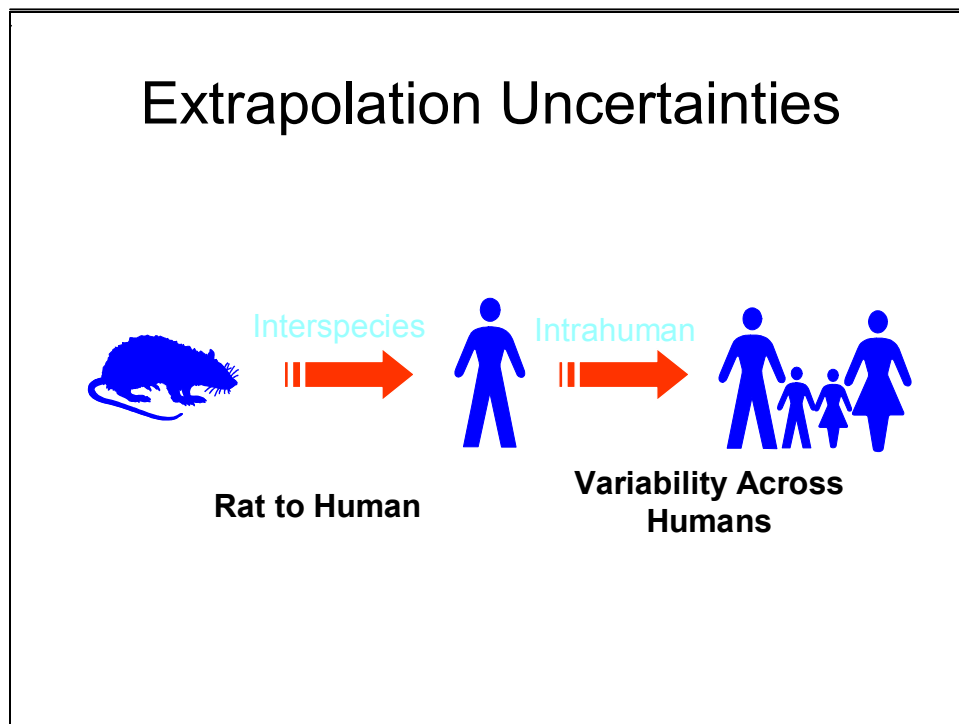 Extrapolation Uncertainties
Interspecies
Intrahuman
Rat to Human
Variability Across
Humans